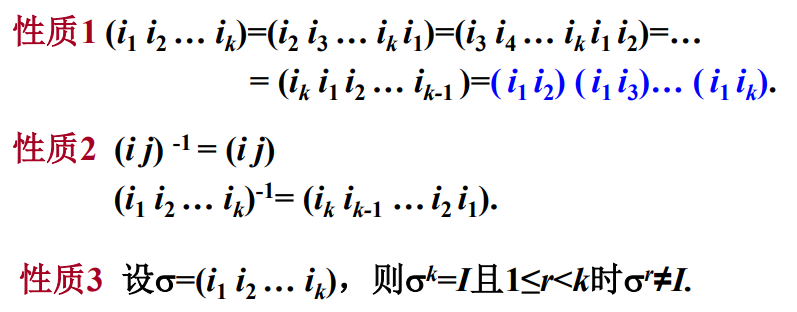 性质1 (i₁ i₂ … iₖ)=(i₂ i₃ … iₖ i₁)=(i₃ i₄ … iₖ i₁ i₂)=…
= (iₖ i₁ i₂ … iₖ₋₁ )=( i₁ i₂) (i₁ i₃)… ( i₁ iₖ).
性质2 (i j) ⁻¹ = (i j)
(i₁ i₂ … iₖ)⁻¹= (iₖ iₖ₋₁ … i₂ i₁).
性质3 设σ=(i₁ i₂ … iₖ)，则σᵏ=I且1≤r<k时σʳ≠I.